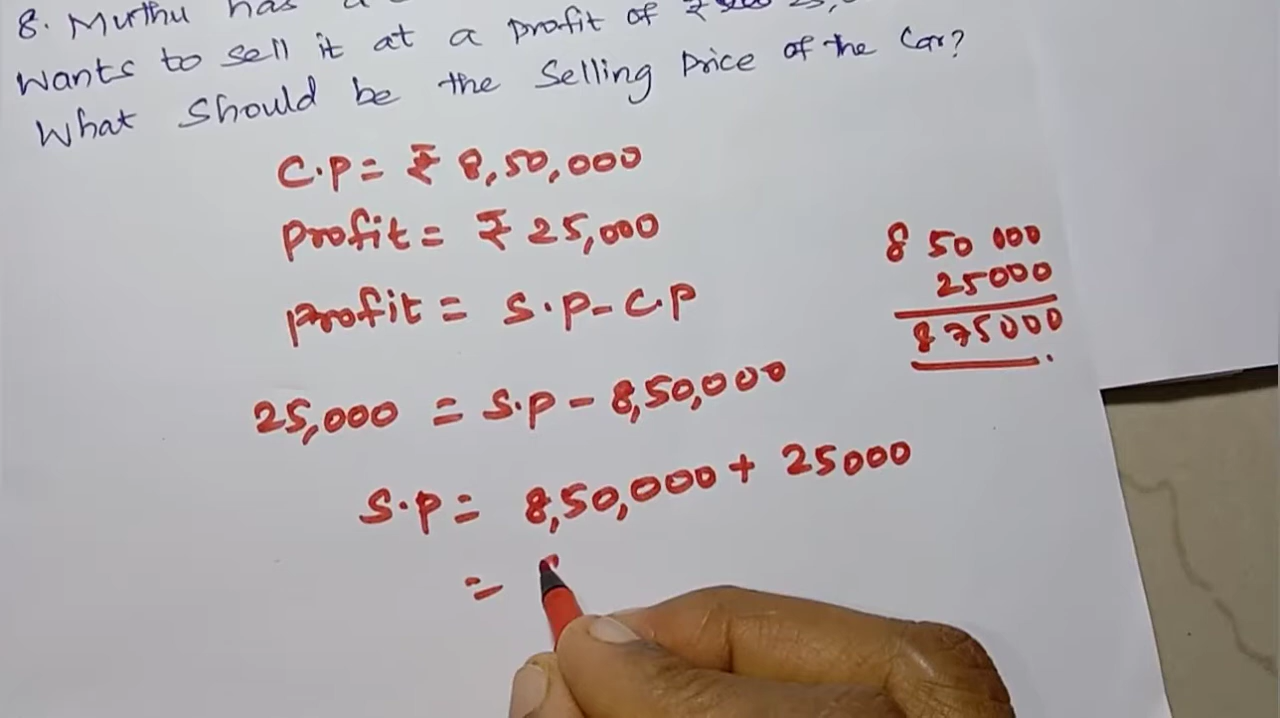 8. Muthu has a
wants to sell it at a profit of ₹ 25,
What should be the selling price of the Car?
C.P = ₹ 8,50,000
profit = ₹ 25,000
profit = S.P - C.P
25,000 = S.P - 8,50,000
S.P = 8,50,000 + 25000
=
8 50 000
25000
875000